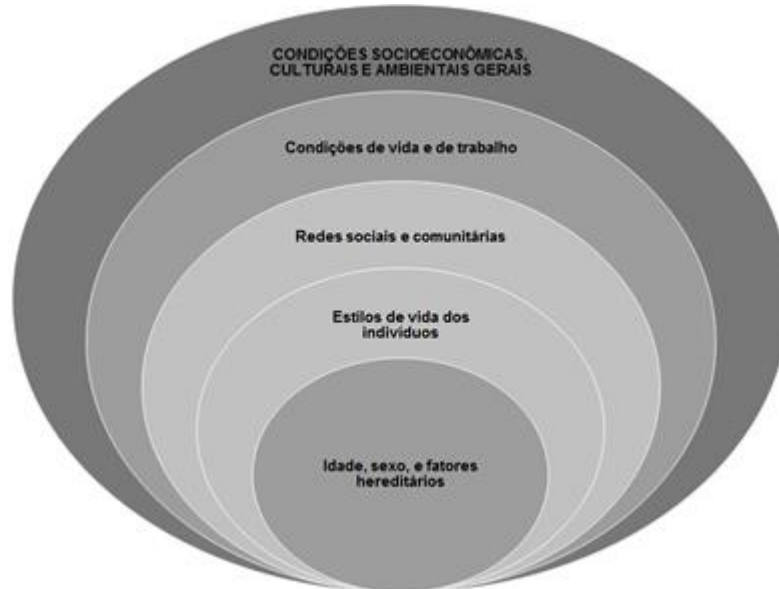 CONDIÇÕES SOCIOECONÔMICAS,
CULTURAIS E AMBIENTAIS GERAIS
Condições de vida e de trabalho
Redes sociais e comunitárias
Estilos de vida dos
indivíduos
Idade, sexo, e fatores
hereditários